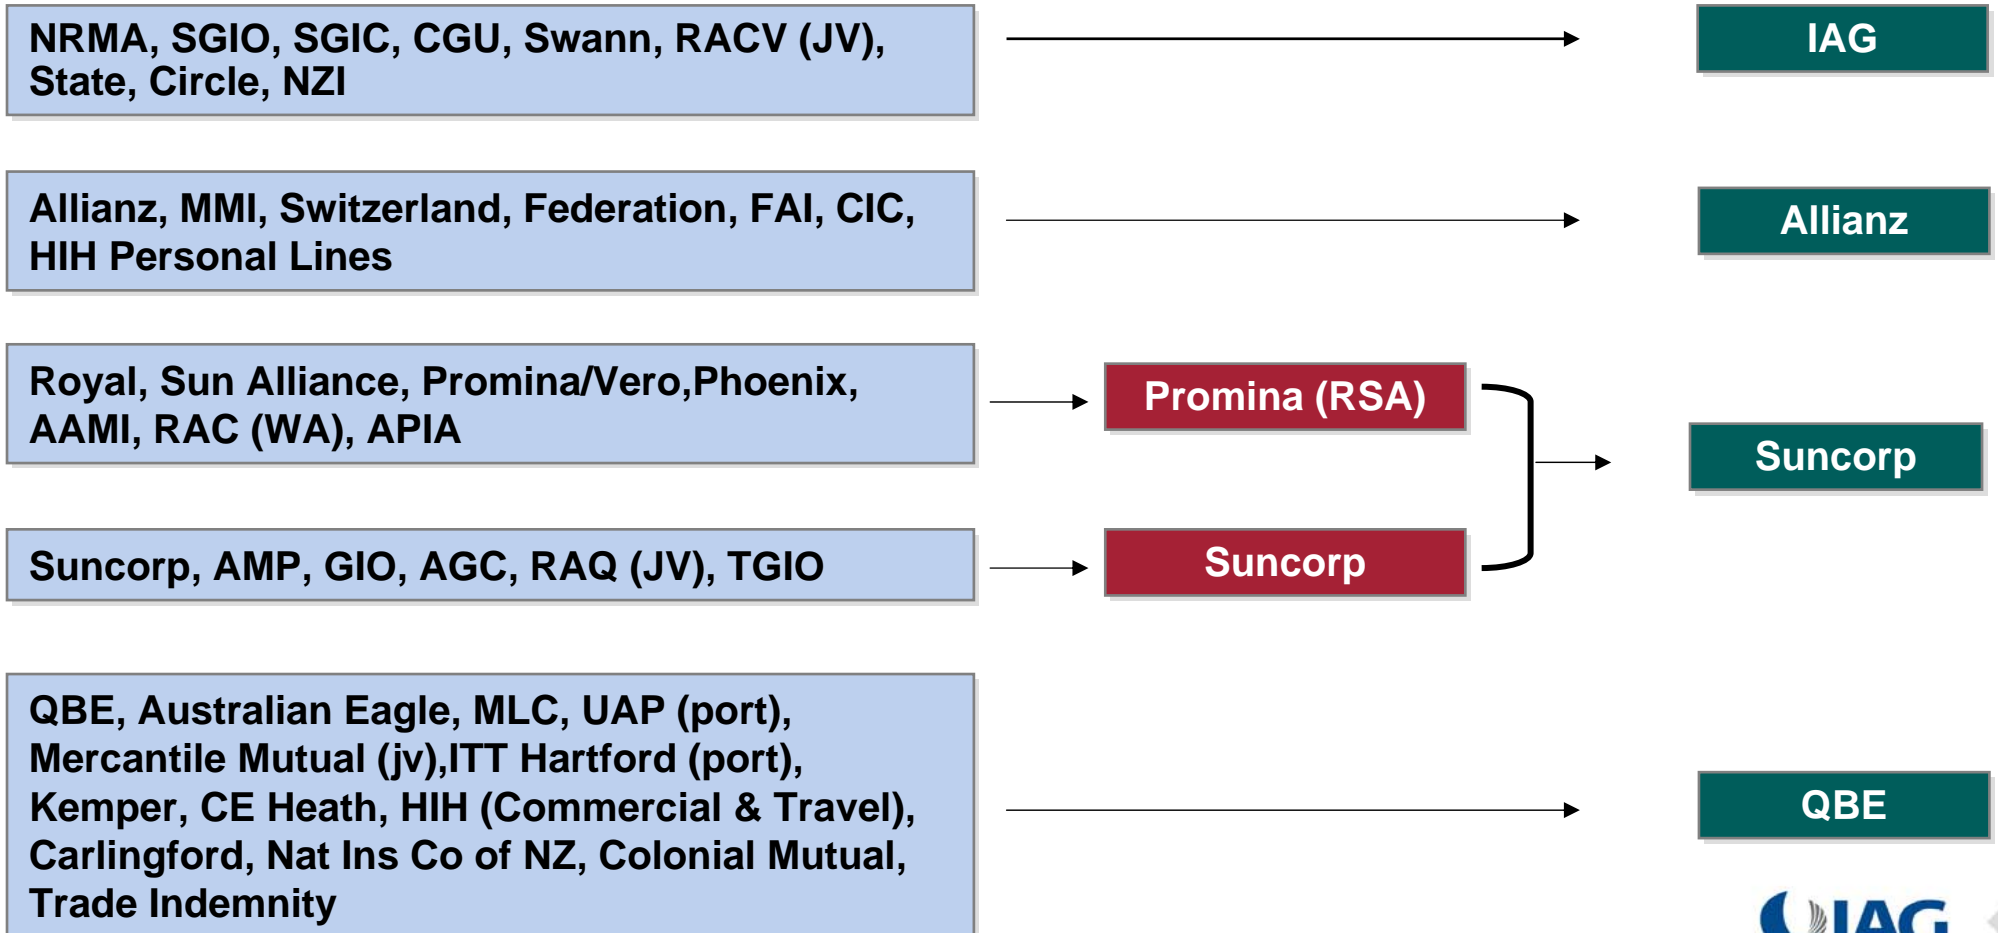 NRMA, SGIO, SGIC, CGU, Swann, RACV (JV),
State, Circle, NZI
IAG
Allianz, MMI, Switzerland, Federation, FAI, CIC,
HIH Personal Lines
Allianz
Royal, Sun Alliance, Promina/Vero,Phoenix,
AAMI, RAC (WA), APIA
Promina (RSA)
Suncorp
Suncorp, AMP, GIO, AGC, RAQ (JV), TGIO
Suncorp
QBE, Australian Eagle, MLC, UAP (port),
Mercantile Mutual (jv),ITT Hartford (port),
Kemper, CE Heath, HIH (Commercial & Travel),
Carlingford, Nat Ins Co of NZ, Colonial Mutual,
Trade Indemnity
QBE
IAG